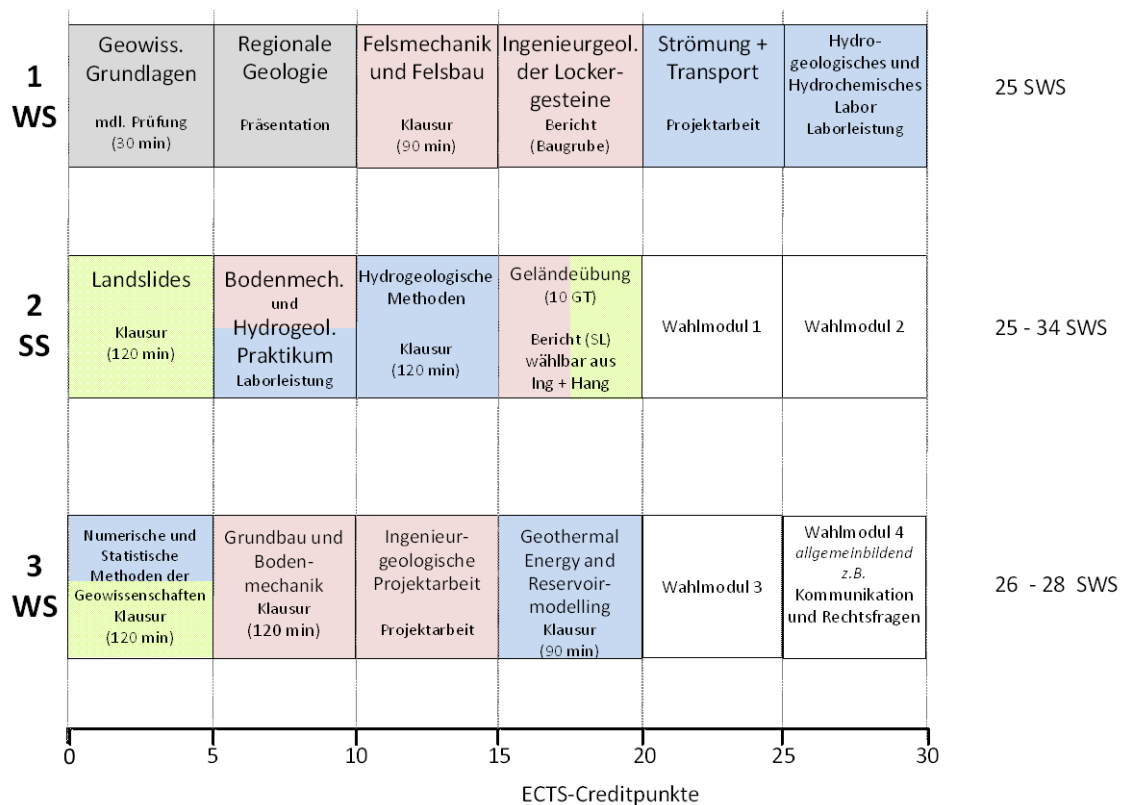 1
WS
Geowiss.
Grundlagen
mdl. Prüfung
(30 min)
Regionale
Geologie
Präsentation
Felsmechanik
und Felsbau
Klausur
(90 min)
Ingenieurgeol.
der Locker-
gesteine
Bericht
(Baugrube)
Strömung +
Transport
Projektarbeit
Hydro-
geologisches und
Hydrochemisches
Labor
Laborleistung
25 SWS
2
SS
Landslides
Klausur
(120 min)
Bodenmech.
und
Hydrogeol.
Praktikum
Laborleistung
Hydrogeologische
Methoden
Klausur
(120 min)
Geländeübung
(10 GT)
Bericht (SL)
wählbar aus
Ing + Hang
Wahlmodul 1
Wahlmodul 2
25 - 34 SWS
3
WS
Numerische und
Statistische
Methoden der
Geowissenschaften
Klausur
(120 min)
Grundbau und
Boden-
mechanik
Klausur
(120 min)
Ingenieur-
geologische
Projektarbeit
Projektarbeit
Geothermal
Energy and
Reservoir-
modelling
Klausur
(90 min)
Wahlmodul 3
Wahlmodul 4
allgemeinbildend
z.B.
Kommunikation
und Rechtsfragen
26 - 28 SWS
0 5 10 15 20 25 30
ECTS-Creditpunkte